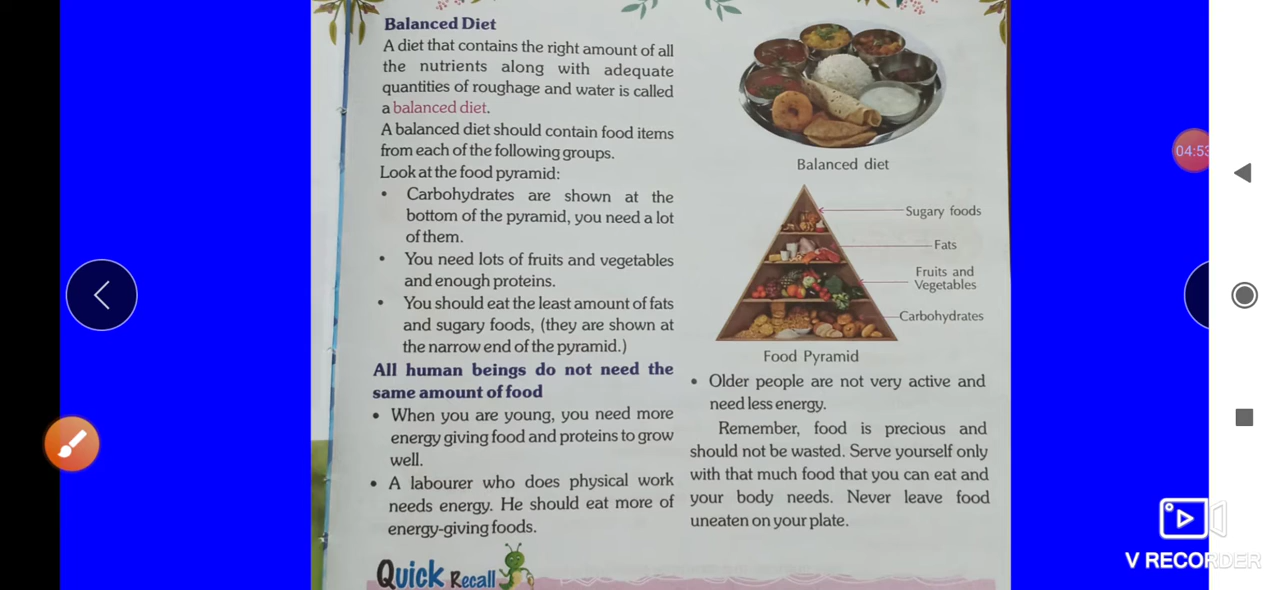 Balanced Diet
A diet that contains the right amount of all
the nutrients along with adequate
quantities of roughage and water is called
a balanced diet.
A balanced diet should contain food items
from each of the following groups.
Look at the food pyramid:
• Carbohydrates are shown at the
bottom of the pyramid, you need a lot
of them.
• You need lots of fruits and vegetables
and enough proteins.
• You should eat the least amount of fats
and sugary foods, (they are shown at
the narrow end of the pyramid.)
All human beings do not need the
same amount of food
• When you are young, you need more
energy giving food and proteins to grow
well.
• A labourer who does physical work
needs energy. He should eat more of
energy-giving foods.
Quick Recall
Balanced diet
Sugary foods
Fats
Fruits and
Vegetables
Carbohydrates
Food Pyramid
• Older people are not very active and
need less energy.
Remember, food is precious and
should not be wasted. Serve yourself only
with that much food that you can eat and
your body needs. Never leave food
uneaten on your plate.
04:53
V RECORDER